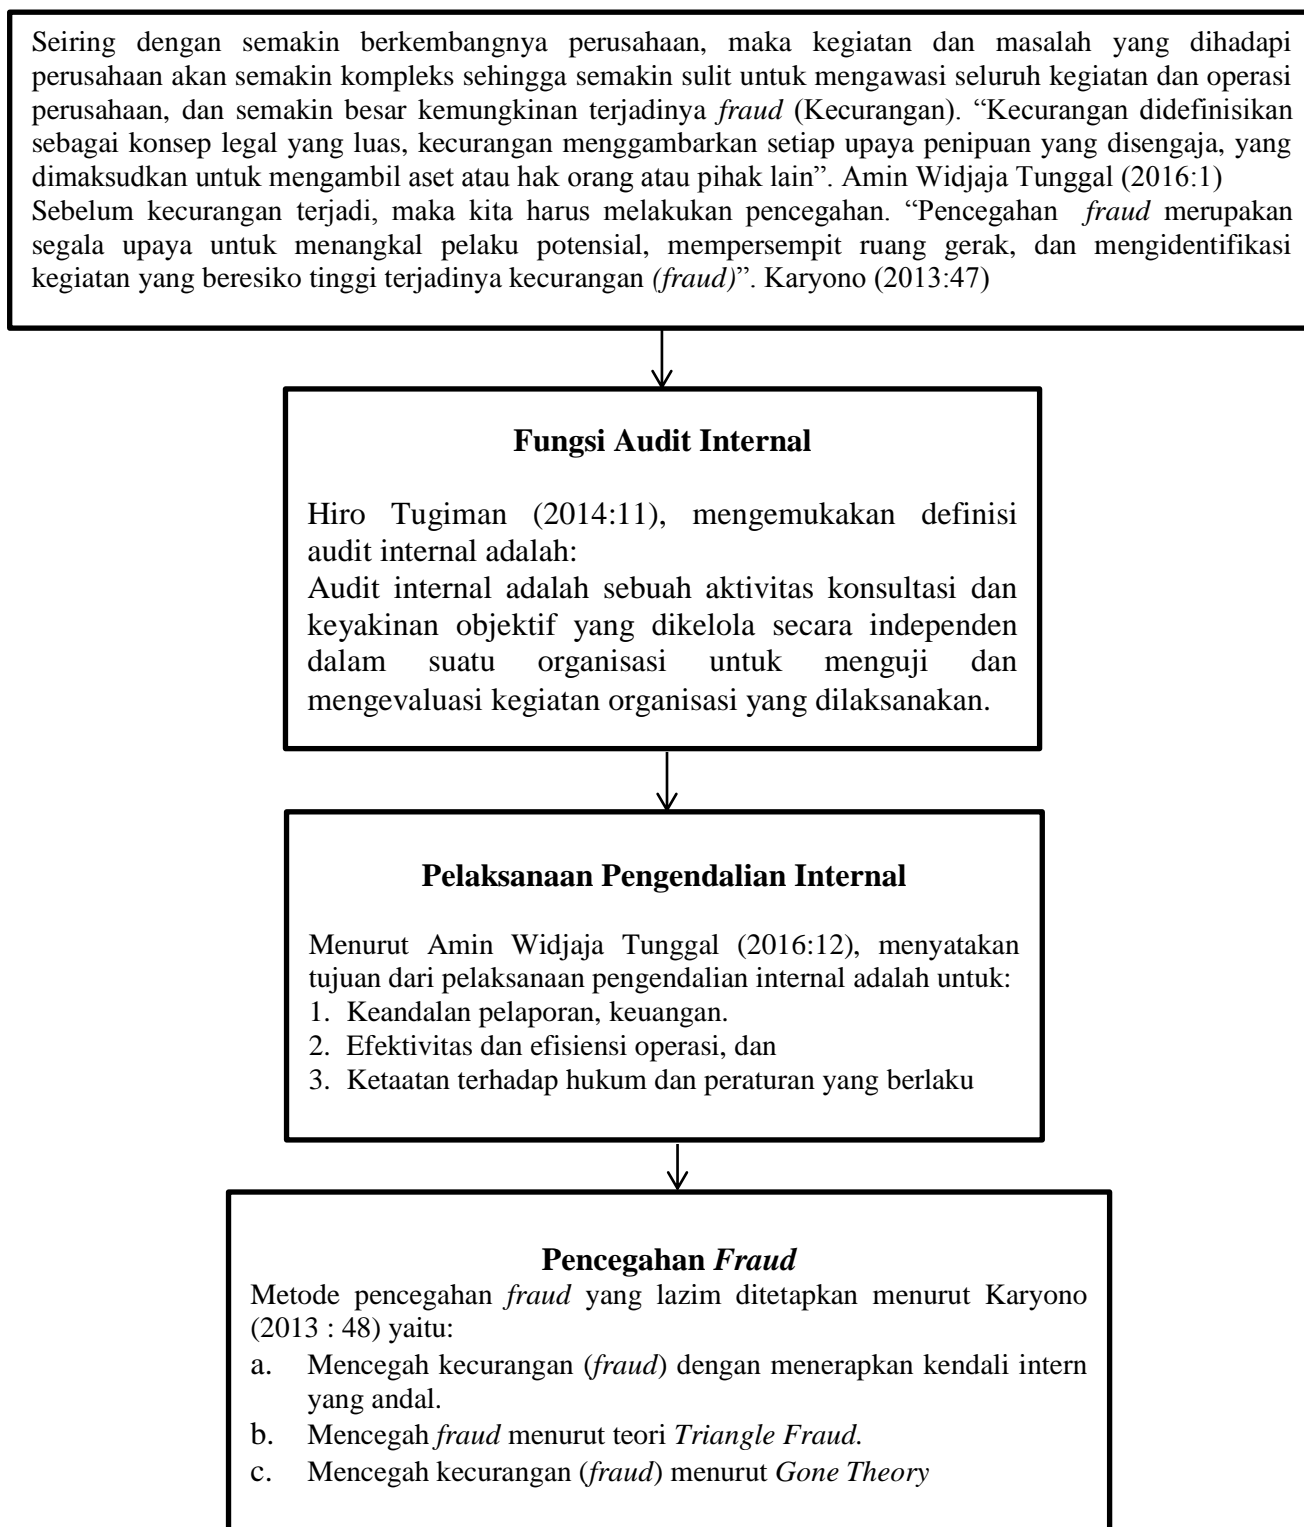 Seiring dengan semakin berkembangnya perusahaan, maka kegiatan dan masalah yang dihadapi
perusahaan akan semakin kompleks sehingga semakin sulit untuk mengawasi seluruh kegiatan dan operasi
perusahaan, dan semakin besar kemungkinan terjadinya fraud (Kecurangan). “Kecurangan didefinisikan
sebagai konsep legal yang luas, kecurangan menggambarkan setiap upaya penipuan yang disengaja, yang
dimaksudkan untuk mengambil aset atau hak orang atau pihak lain”. Amin Widjaja Tunggal (2016:1)
Sebelum kecurangan terjadi, maka kita harus melakukan pencegahan. “Pencegahan fraud merupakan
segala upaya untuk menangkal pelaku potensial, mempersempit ruang gerak, dan mengidentifikasi
kegiatan yang beresiko tinggi terjadinya kecurangan (fraud)”. Karyono (2013:47)
Fungsi Audit Internal
Hiro Tugiman (2014:11), mengemukakan definisi
audit internal adalah:
Audit internal adalah sebuah aktivitas konsultasi dan
keyakinan objektif yang dikelola secara independen
dalam suatu organisasi untuk menguji dan
mengevaluasi kegiatan organisasi yang dilaksanakan.
Pelaksanaan Pengendalian Internal
Menurut Amin Widjaja Tunggal (2016:12), menyatakan
tujuan dari pelaksanaan pengendalian internal adalah untuk:
1. Keandalan pelaporan, keuangan.
2. Efektivitas dan efisiensi operasi, dan
3. Ketaatan terhadap hukum dan peraturan yang berlaku
Pencegahan Fraud
Metode pencegahan fraud yang lazim ditetapkan menurut Karyono
(2013 : 48) yaitu:
a. Mencegah kecurangan (fraud) dengan menerapkan kendali intern
yang andal.
b. Mencegah fraud menurut teori Triangle Fraud.
c. Mencegah kecurangan (fraud) menurut Gone Theory